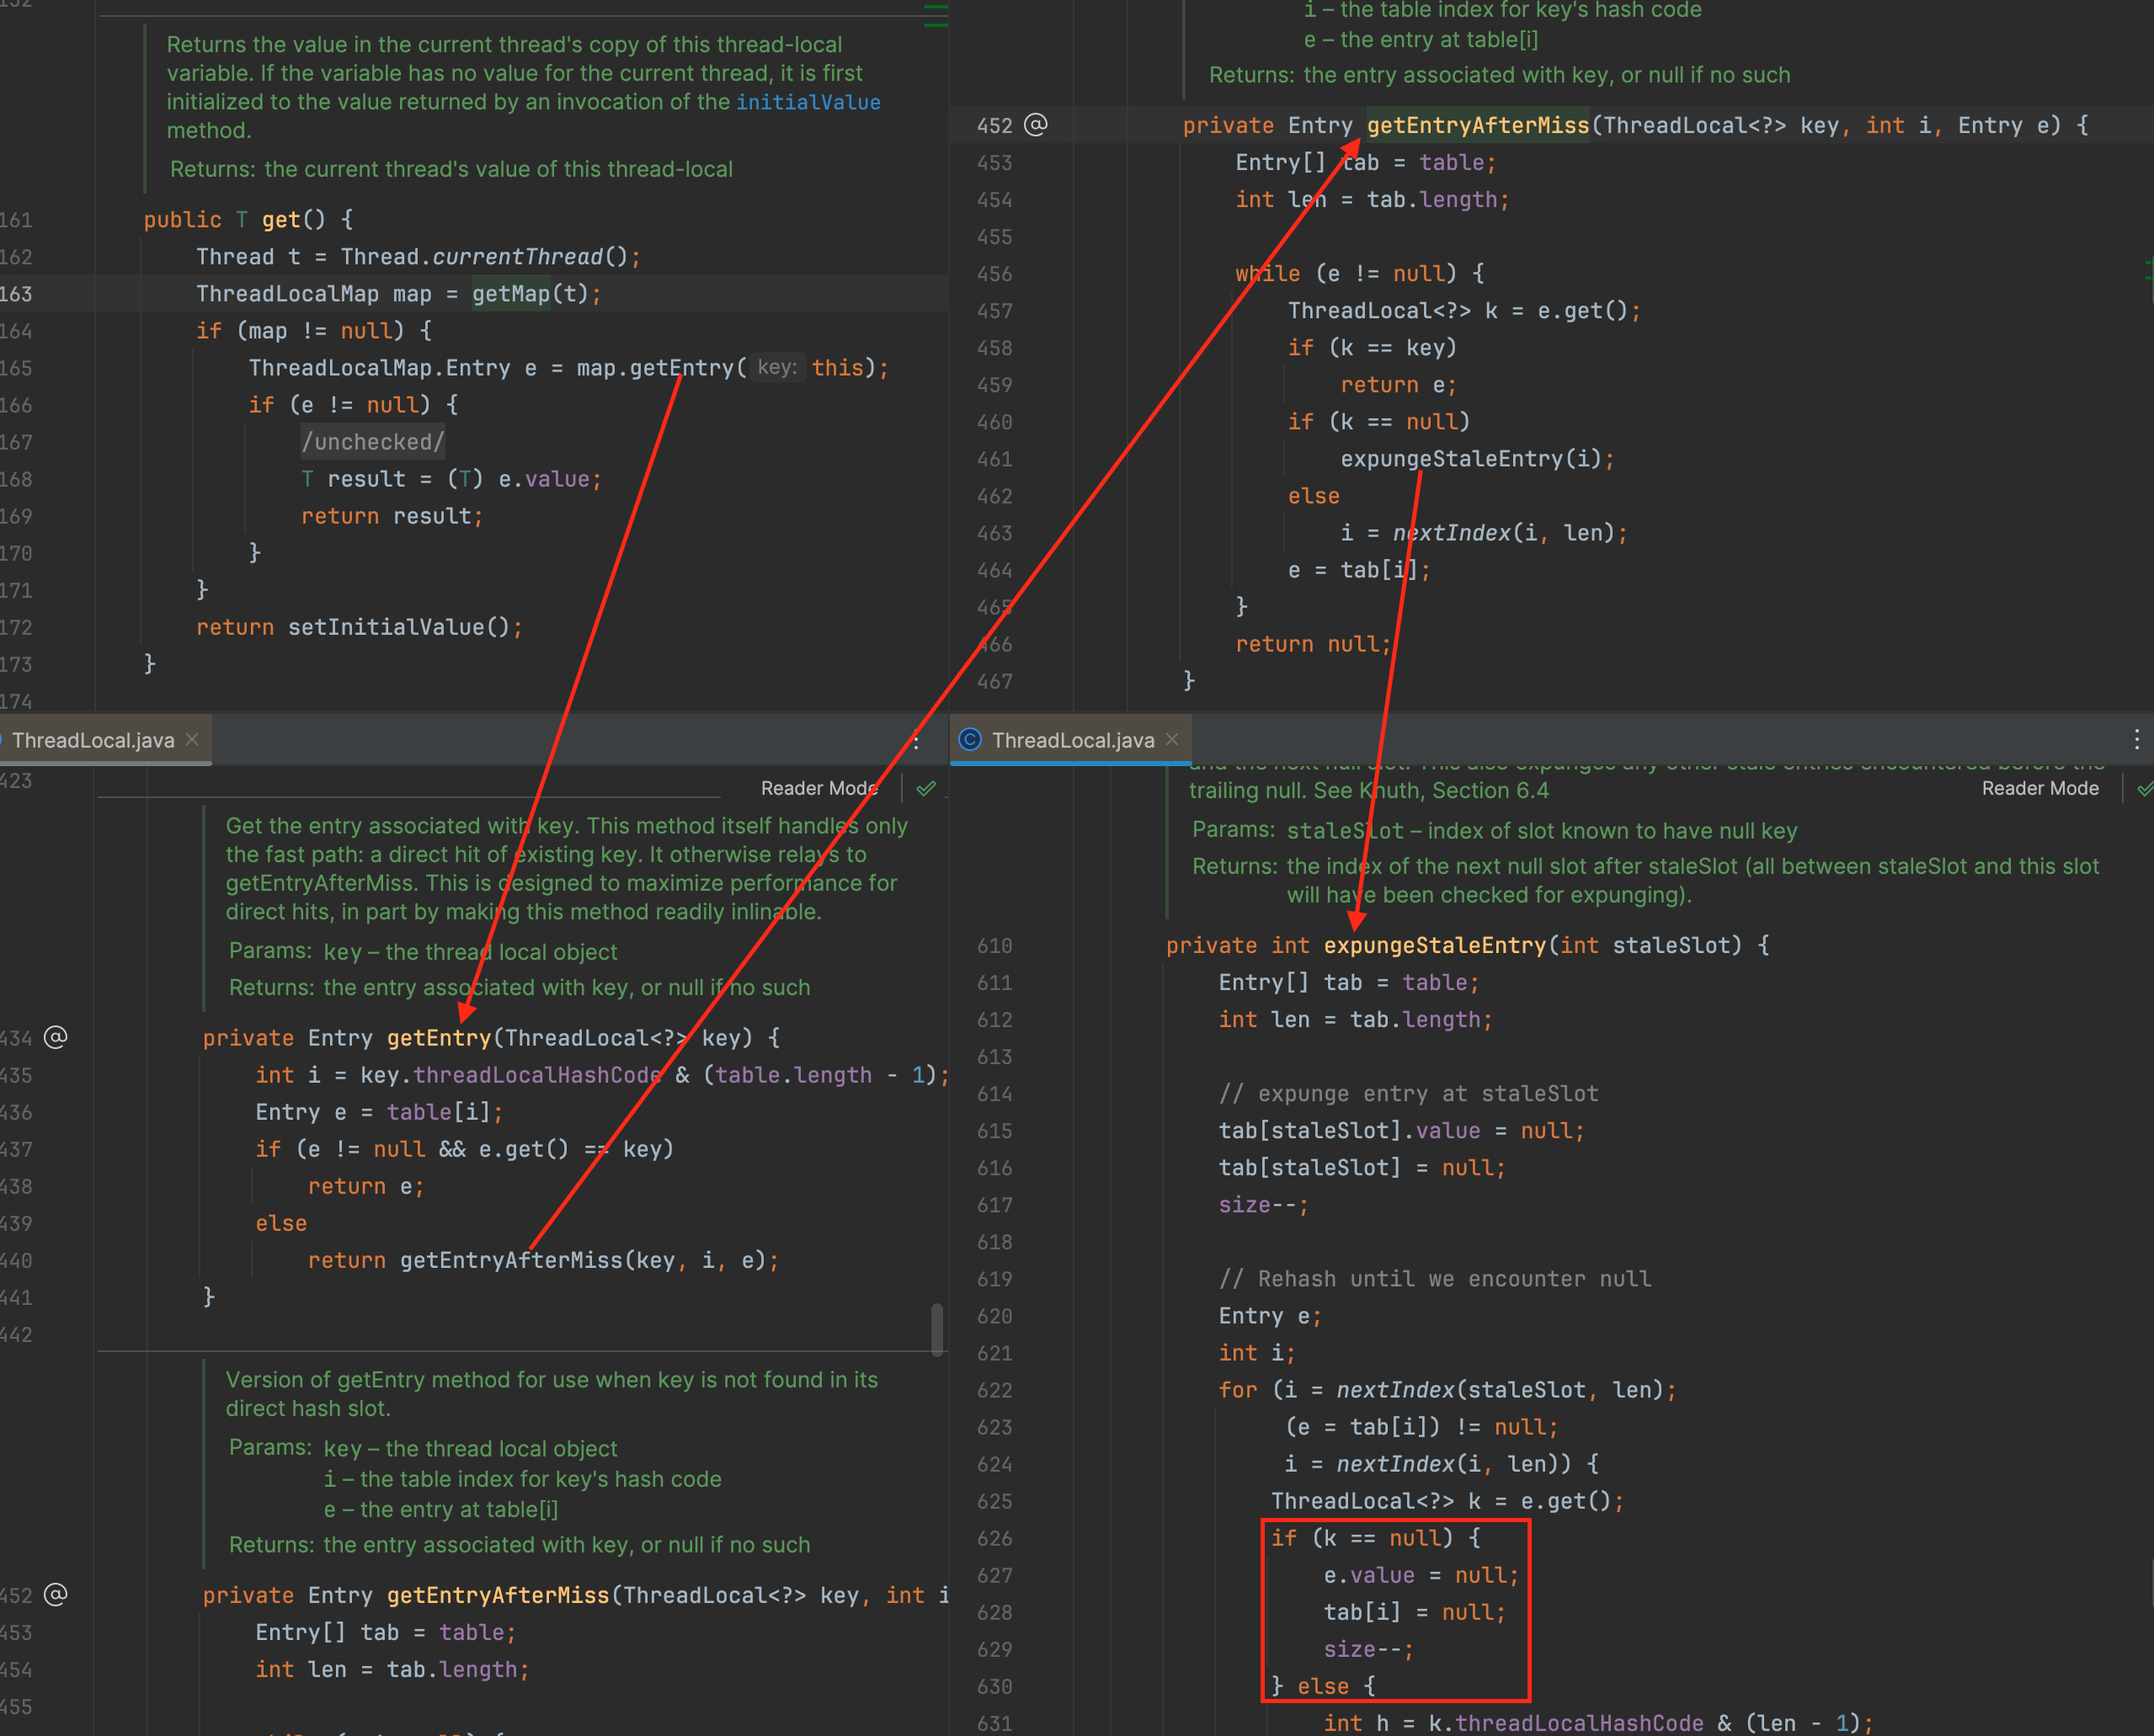 152
Returns the value in the current thread's copy of this thread-local
variable. If the variable has no value for the current thread, it is first
initialized to the value returned by an invocation of the initialValue
method.
Returns: the current thread's value of this thread-local
161 public T get() {
162 Thread t = Thread.currentThread();
163 ThreadLocalMap map = getMap(t);
164 if (map != null) {
165 ThreadLocalMap.Entry e = map.getEntry( key: this);
166 if (e != null) {
167 /unchecked/
168 T result = (T) e.value;
169 return result;
170 }
171 }
172 return setInitialValue();
173 }
174
i – the table index for key's hash code
e – the entry at table[i]
Returns: the entry associated with key, or null if no such
452 @ private Entry getEntryAfterMiss(ThreadLocal<?> key, int i, Entry e) {
453 Entry[] tab = table;
454 int len = tab.length;
455
456 while (e != null) {
457 ThreadLocal<?> k = e.get();
458 if (k == key)
459 return e;
460 if (k == null)
461 expungeStaleEntry(i);
462 else
463 i = nextIndex(i, len);
464 e = tab[i];
465 }
466 return null;
467 }
ThreadLocal.java
423
Reader Mode
Get the entry associated with key. This method itself handles only
the fast path: a direct hit of existing key. It otherwise relays to
getEntryAfterMiss. This is designed to maximize performance for
direct hits, in part by making this method readily inlinable.
Params: key – the thread local object
Returns: the entry associated with key, or null if no such
434 @ private Entry getEntry(ThreadLocal<?> key) {
435 int i = key.threadLocalHashCode & (table.length - 1);
436 Entry e = table[i];
437 if (e != null && e.get() == key)
438 return e;
439 else
440 return getEntryAfterMiss(key, i, e);
441 }
442
Version of getEntry method for use when key is not found in its
direct hash slot.
Params: key – the thread local object
i – the table index for key's hash code
e – the entry at table[i]
Returns: the entry associated with key, or null if no such
452 @ private Entry getEntryAfterMiss(ThreadLocal<?> key, int i
453 Entry[] tab = table;
454 int len = tab.length;
455
C ThreadLocal.java
and the next null slot. This also expunges any other stale entries encountered before the
trailing null. See Knuth, Section 6.4
Reader Mode
Params: staleSlot – index of slot known to have null key
Returns: the index of the next null slot after staleSlot (all between staleSlot and this slot
will have been checked for expunging).
610 private int expungeStaleEntry(int staleSlot) {
611 Entry[] tab = table;
612 int len = tab.length;
613
614 // expunge entry at staleSlot
615 tab[staleSlot].value = null;
616 tab[staleSlot] = null;
617 size--;
618
619 // Rehash until we encounter null
620 Entry e;
621 int i;
622 for (i = nextIndex(staleSlot, len);
623 (e = tab[i]) != null;
624 i = nextIndex(i, len)) {
625 ThreadLocal<?> k = e.get();
626 if (k == null) {
627 e.value = null;
628 tab[i] = null;
629 size--;
630 } else {
631 int h = k.threadLocalHashCode & (len - 1);